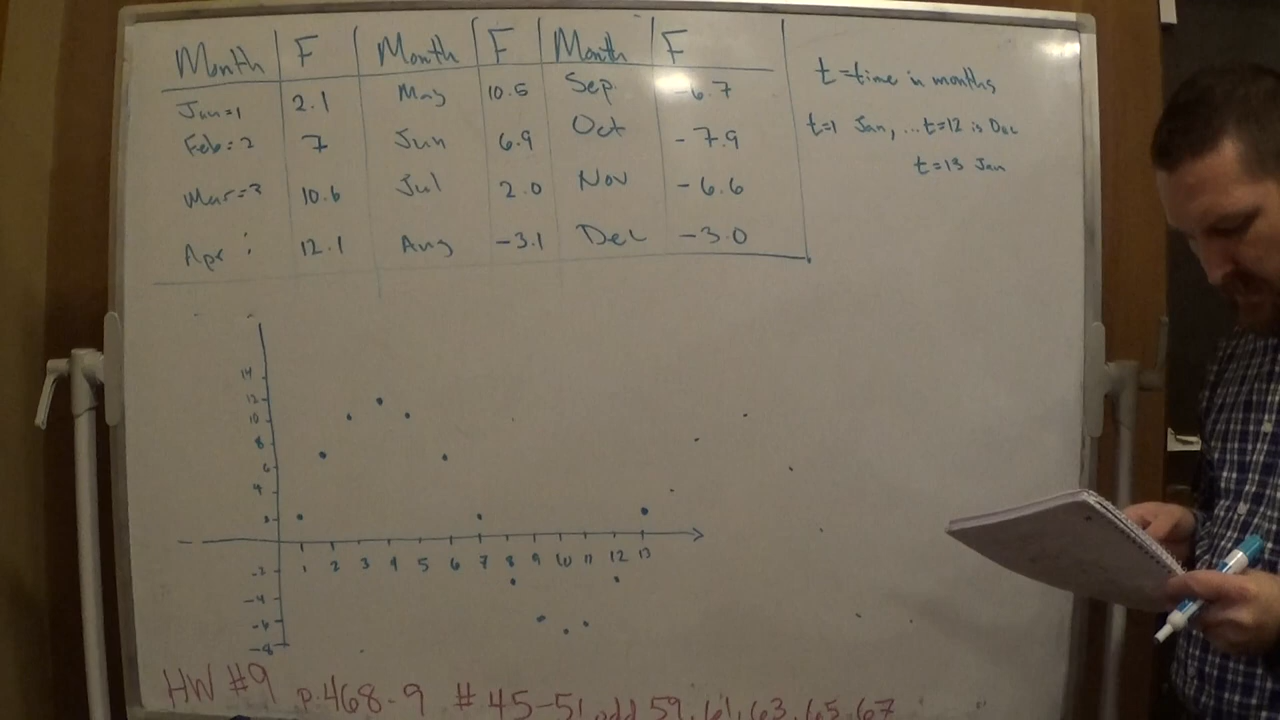 Month F Month F Month F
Jan=1 2.1 May 10.5 Sep -6.7
Feb=2 7 Jun 6.9 Oct -7.9
Mar=3 10.6 Jul 2.0 Nov -6.6
Apr : 12.1 Aug -3.1 Dec -3.0
t=time in months
t=1 Jan, ...t=12 is Dec
t=13 Jan
14
12
10
8
6
4
2
1 2 3 4 5 6 7 8 9 10 11 12 13
-2
-4
-6
-8
HW #9 p.468-9 #45-51 odd 59, 61, 63, 65, 67